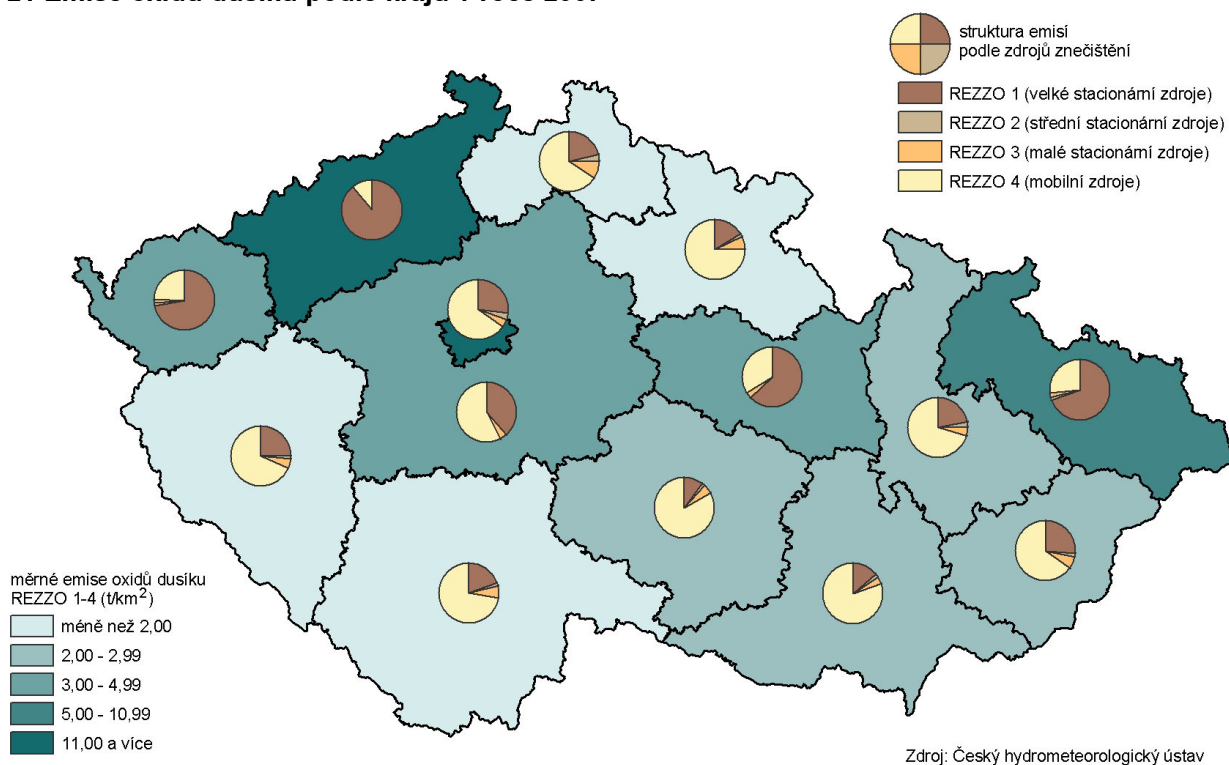 struktura emisí
podle zdrojů znečištění
REZZO 1 (velké stacionární zdroje)
REZZO 2 (střední stacionární zdroje)
REZZO 3 (malé stacionární zdroje)
REZZO 4 (mobilní zdroje)
měrné emise oxidů dusíku
REZZO 1-4 (t/km²)
méně než 2,00
2,00 - 2,99
3,00 - 4,99
5,00 - 10,99
11,00 a více
Zdroj: Český hydrometeorologický ústav